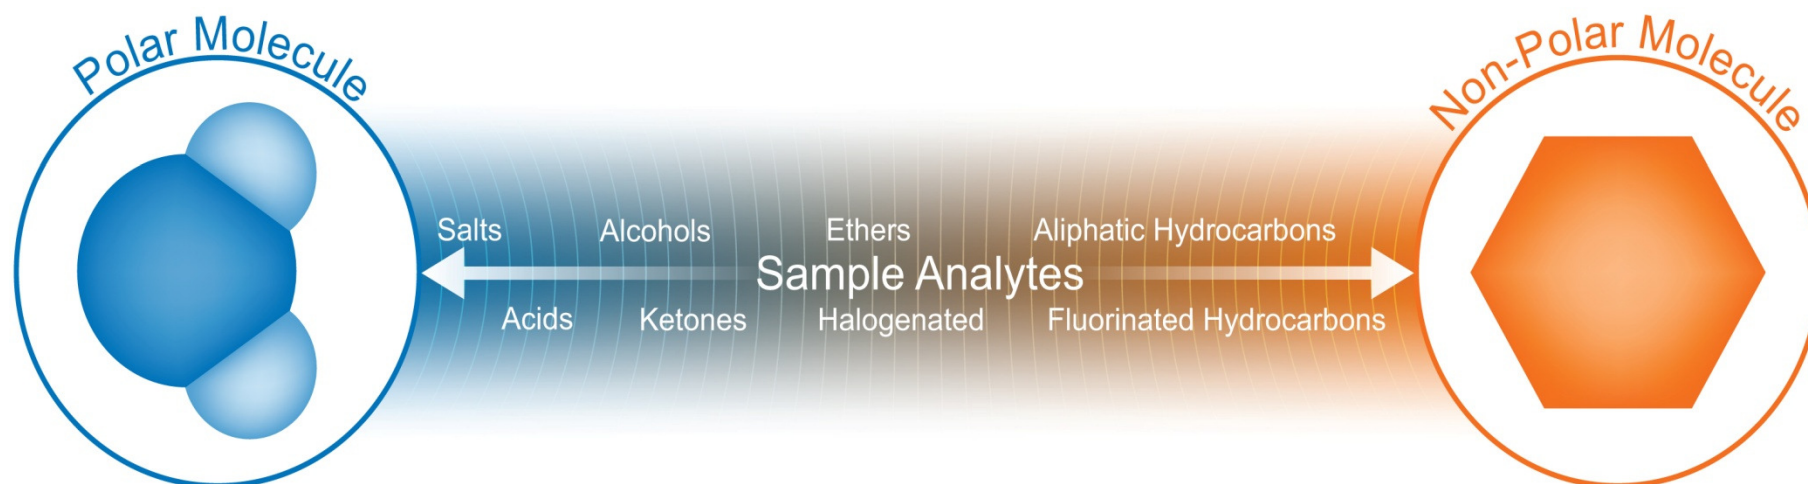 Polar Molecule
Non-Polar Molecule
Salts Alcohols Ethers Aliphatic Hydrocarbons
Sample Analytes
Acids Ketones Halogenated Fluorinated Hydrocarbons